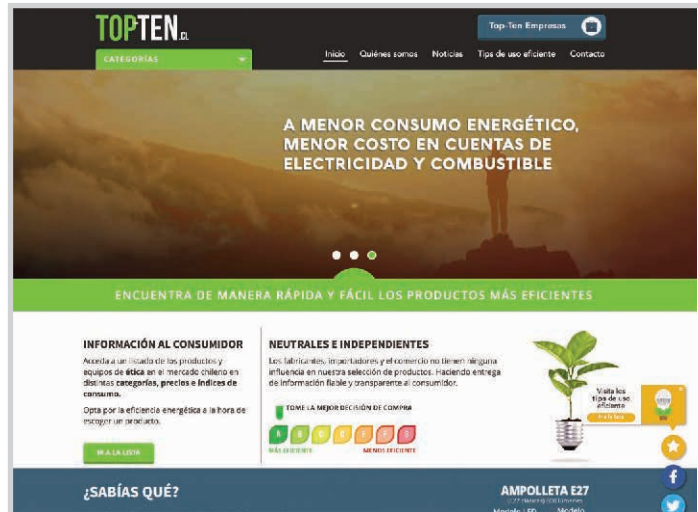 TOPTEN.CL
Top-Ten Empresas
CATEGORÍAS
Inicio Quiénes somos Noticias Tips de uso eficiente Contacto
A MENOR CONSUMO ENERGÉTICO,
MENOR COSTO EN CUENTAS DE
ELECTRICIDAD Y COMBUSTIBLE
ENCUENTRA DE MANERA RÁPIDA Y FÁCIL LOS PRODUCTOS MÁS EFICIENTES
INFORMACIÓN AL CONSUMIDOR
Acceda a un listado de los productos y
equipos de ética en el mercado chileno en
distintas categorías, precios e índices de
consumo.
Opta por la eficiencia energética a la hora de
escoger un producto.
IR A LA LISTA
NEUTRALES E INDEPENDIENTES
Los fabricantes, importadores y el comercio no tienen ninguna
influencia en nuestra selección de productos. Haciendo entrega
de información fiable y transparente al consumidor.
TOME LA MEJOR DECISIÓN DE COMPRA
A B C D E F G
MÁS EFICIENTE MENOS EFICIENTE
Visita los
tips de uso
eficiente
¿SABÍAS QUÉ?
AMPOLLETA E27
Modelo LED Modelo